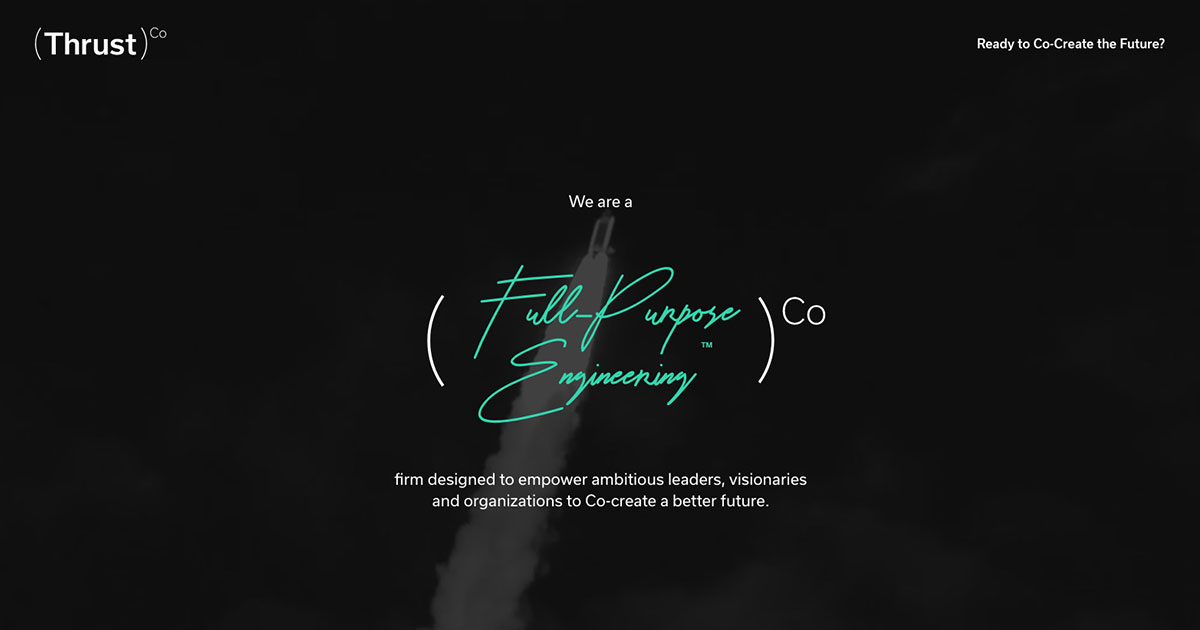 (Thrust)Co
Ready to Co-Create the Future?
We are a
(Full-Purpose
Engineering™)Co
firm designed to empower ambitious leaders, visionaries
and organizations to Co-create a better future.